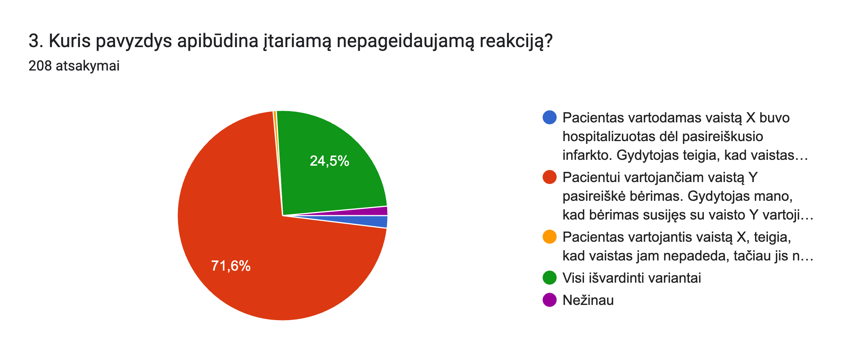 3. Kuris pavyzdys apibūdina įtariamą nepageidaujamą reakciją?
208 atsakymai
24,5%
71,6%
Pacientas vartodamas vaistą X buvo
hospitalizuotas dėl pasireiškusio
infarkto. Gydytojas teigia, kad vaistas…
Pacientui vartojančiam vaistą Y
pasireiškė bėrimas. Gydytojas mano,
kad bėrimas susijęs su vaisto Y vartoji…
Pacientas vartojantis vaistą X, teigia,
kad vaistas jam nepadeda, tačiau jis n…
Visi išvardinti variantai
Nežinau